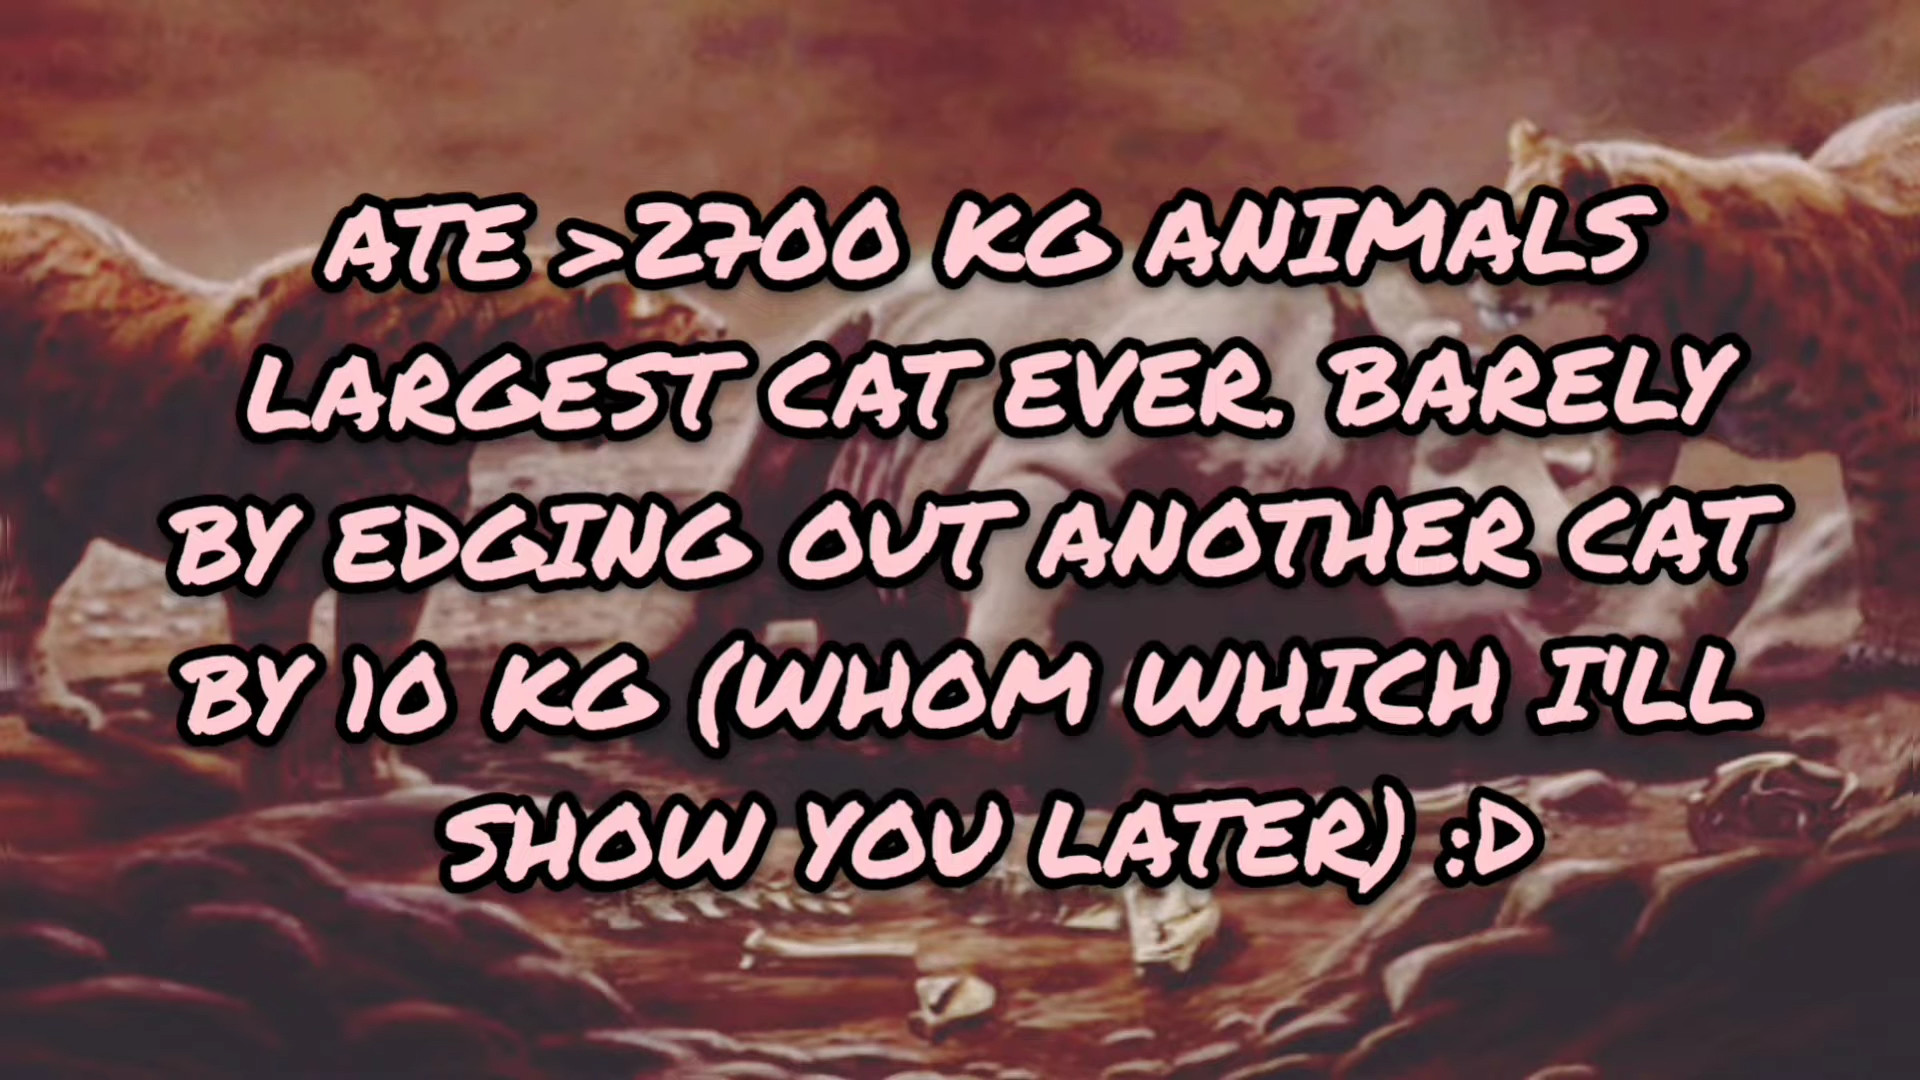 ATE >2700 KG ANIMALS
LARGEST CAT EVER. BARELY
BY EDGING OUT ANOTHER CAT
BY 10 KG (WHOM WHICH I'LL
SHOW YOU LATER) :D